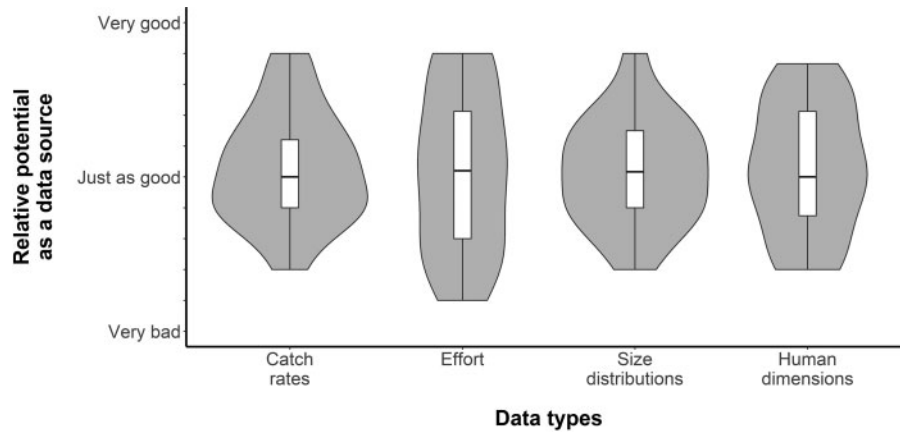 Very good
Just as good
Very bad
Relative potential
as a data source
Catch
rates
Effort
Size
distributions
Human
dimensions
Data types